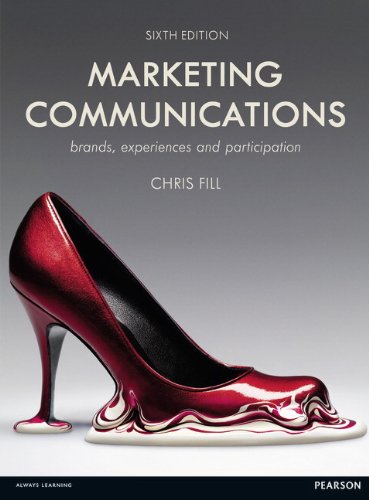 SIXTH EDITION
MARKETING
COMMUNICATIONS
brands, experiences and participation
CHRIS FILL
ALWAYS LEARNING
PEARSON